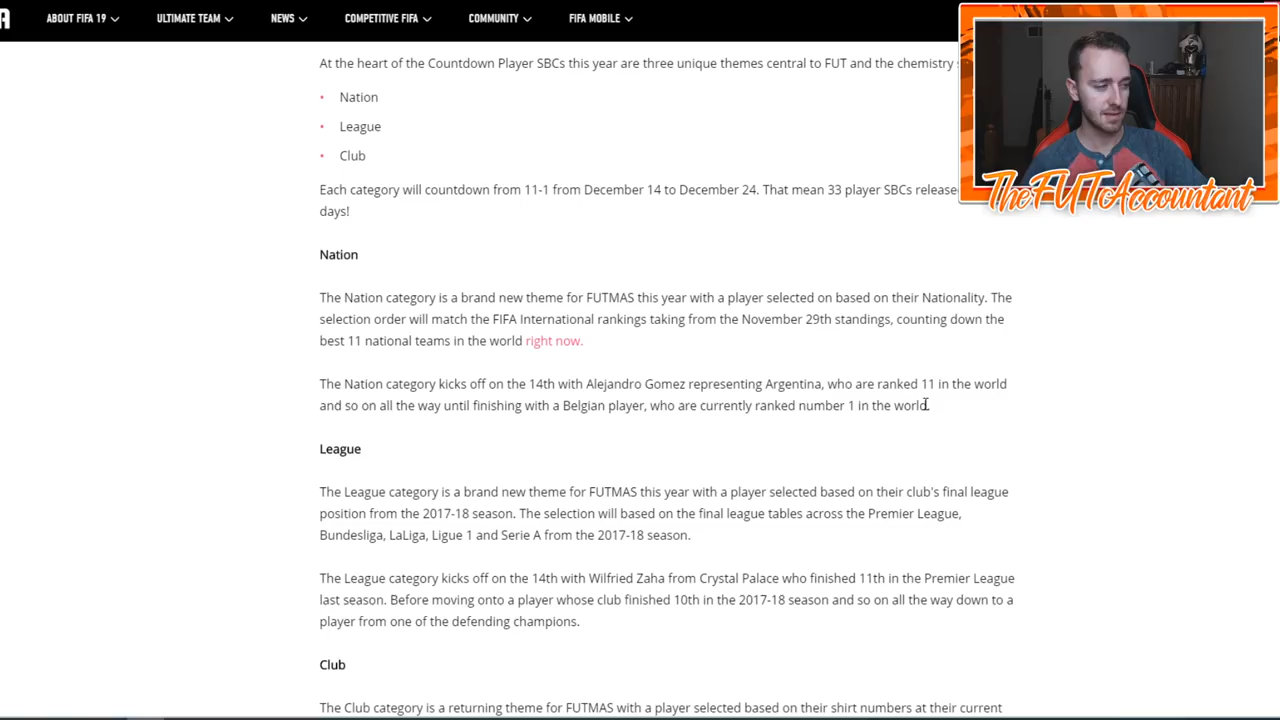 ABOUT FIFA 19 ULTIMATE TEAM NEWS COMPETITIVE FIFA COMMUNITY FIFA MOBILE
At the heart of the Countdown Player SBCs this year are three unique themes central to FUT and the chemistry
• Nation
• League
• Club
Each category will countdown from 11-1 from December 14 to December 24. That mean 33 player SBCs released
days!
TheFUTAccountant
Nation
The Nation category is a brand new theme for FUTMAS this year with a player selected on based on their Nationality. The
selection order will match the FIFA International rankings taking from the November 29th standings, counting down the
best 11 national teams in the world right now.
The Nation category kicks off on the 14th with Alejandro Gomez representing Argentina, who are ranked 11 in the world
and so on all the way until finishing with a Belgian player, who are currently ranked number 1 in the world.
League
The League category is a brand new theme for FUTMAS this year with a player selected based on their club's final league
position from the 2017-18 season. The selection will based on the final league tables across the Premier League,
Bundesliga, LaLiga, Ligue 1 and Serie A from the 2017-18 season.
The League category kicks off on the 14th with Wilfried Zaha from Crystal Palace who finished 11th in the Premier League
last season. Before moving onto a player whose club finished 10th in the 2017-18 season and so on all the way down to a
player from one of the defending champions.
Club
The Club category is a returning theme for FUTMAS with a player selected based on their shirt numbers at their current